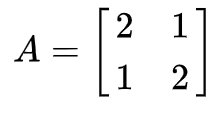 A = [ 2 1
1 2 ]